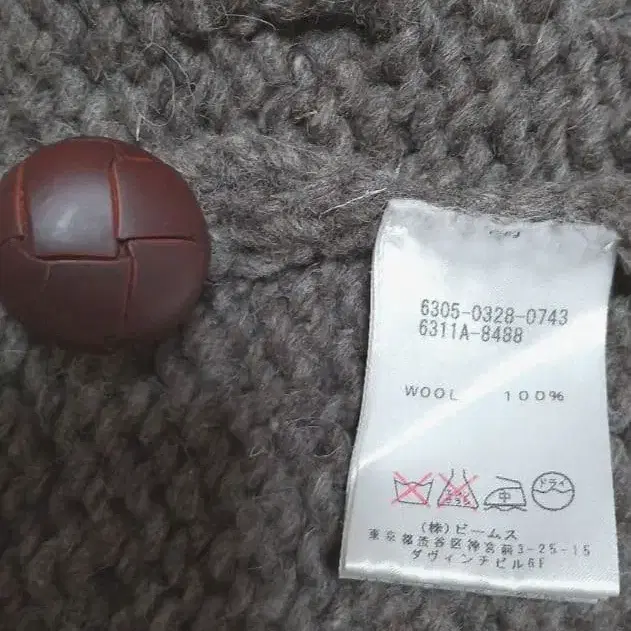 6305-0328-0743
6311A-8488
WOOL 100%
中 ドライ
(株)ビームス
東京都渋谷区神宮前3-25-15
ダヴィンチビル6F